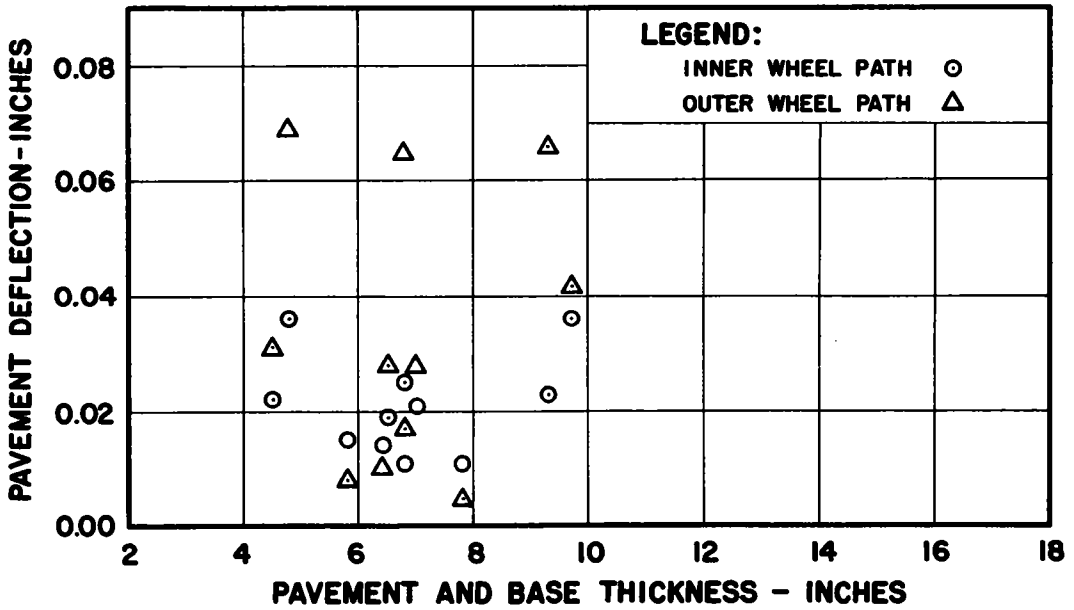 LEGEND:
INNER WHEEL PATH
OUTER WHEEL PATH
PAVEMENT DEFLECTION-INCHES
0.08
0.06
0.04
0.02
0.00
2 4 6 8 10 12 14 16 18
PAVEMENT AND BASE THICKNESS - INCHES